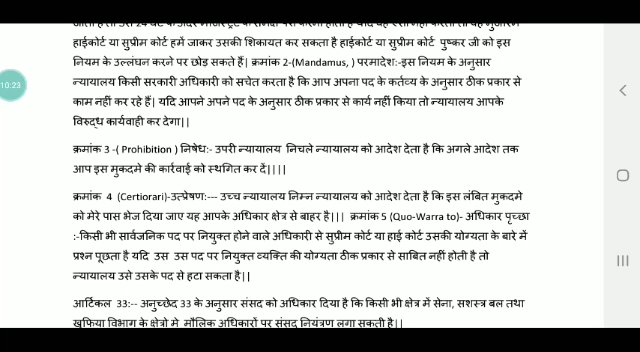 हाईकोर्ट या सुप्रीम कोर्ट हमें जाकर उसकी शिकायत कर सकता है हाईकोर्ट या सुप्रीम कोर्ट पुष्कर जी को इस
नियम के उल्लंघन करने पर छोड़ सकते हैं| क्रमांक 2-(Mandamus, ) परमादेश:-इस नियम के अनुसार
न्यायालय किसी सरकारी अधिकारी को सचेत करता है कि आप अपना पद के कर्तव्य के अनुसार ठीक प्रकार से
काम नहीं कर रहे हैं| यदि आपने अपने पद के अनुसार ठीक प्रकार से कार्य नहीं किया तो न्यायालय आपके
विरुद्ध कार्यवाही कर देगा||
10:23
क्रमांक 3 -( Prohibition ) निषेध:- उपरी न्यायालय निचले न्यायालय को आदेश देता है कि अगले आदेश तक
आप इस मुकदमे की कार्रवाई को स्थगित कर दें||||
क्रमांक 4 (Certiorari)-उत्प्रेषण:--- उच्च न्यायालय निम्न न्यायालय को आदेश देता है कि इस लंबित मुकदमे
को मेरे पास भेज दिया जाए यह आपके अधिकार क्षेत्र से बाहर है||| क्रमांक 5 (Quo-Warra to)- अधिकार पृच्छा
:-किसी भी सार्वजनिक पद पर नियुक्त होने वाले अधिकारी से सुप्रीम कोर्ट या हाई कोर्ट उसकी योग्यता के बारे में
प्रश्न पूछता है यदि उस उस पद पर नियुक्त व्यक्ति की योग्यता ठीक प्रकार से साबित नहीं होती है तो
न्यायालय उसे उसके पद से हटा सकता है||
आर्टिकल 33:-- अनुच्छेद 33 के अनुसार संसद को अधिकार दिया है कि किसी भी क्षेत्र में सेना, सशस्त्र बल तथा
खुफिया विभाग के क्षेत्रो मे मौलिक अधिकारों पर संसद नियंत्रण लगा सकती है||